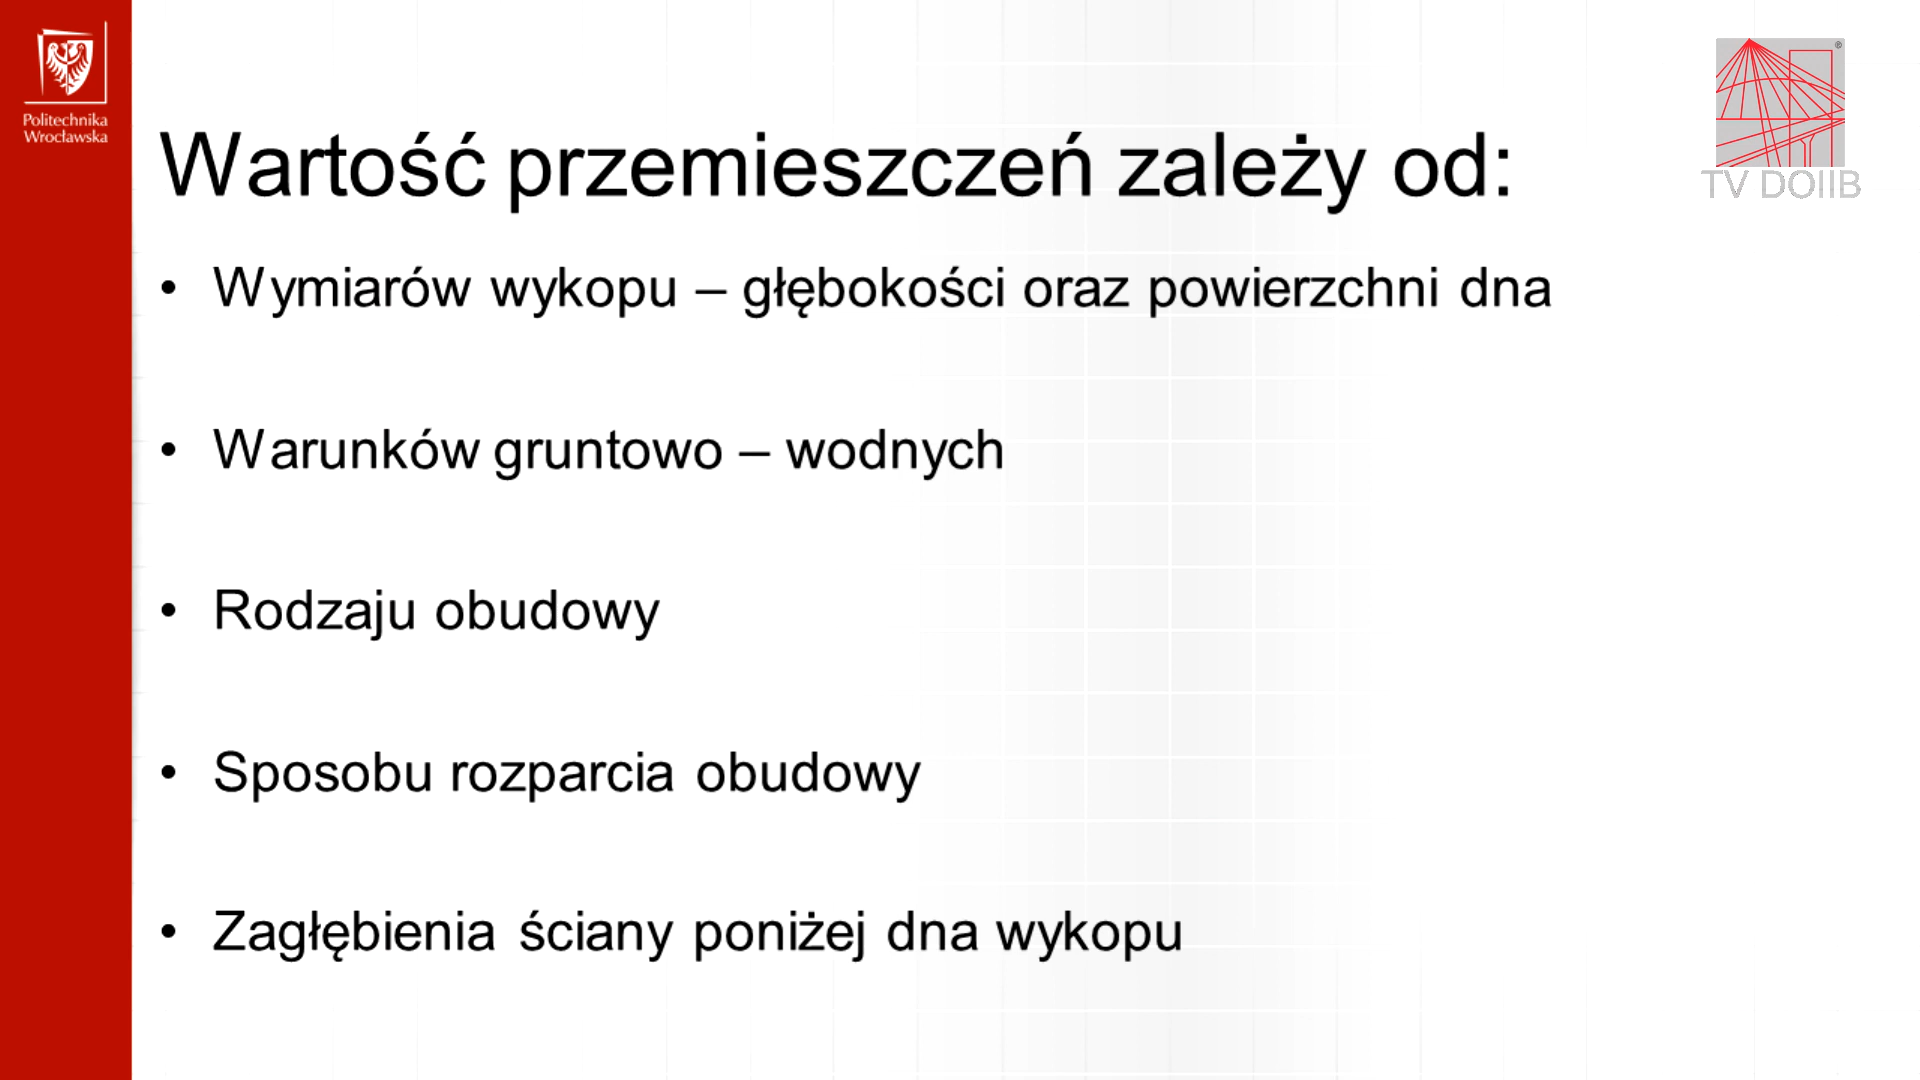 Politechnika
Wrocławska
®
TV DOIIB
Wartość przemieszczeń zależy od:
• Wymiarów wykopu – głębokości oraz powierzchni dna
• Warunków gruntowo – wodnych
• Rodzaju obudowy
• Sposobu rozparcia obudowy
• Zagłębienia ściany poniżej dna wykopu